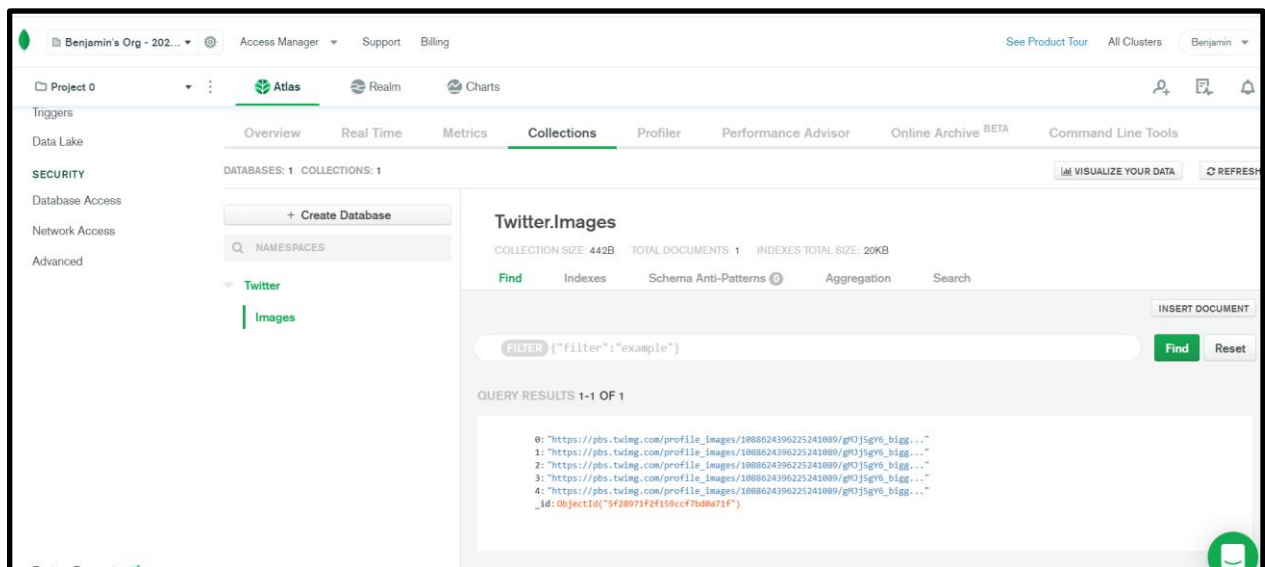 Benjamin's Org - 202... Access Manager Support Billing See Product Tour All Clusters Benjamin
Project 0 Atlas Realm Charts
Triggers
Data Lake
SECURITY
Database Access
Network Access
Advanced
Overview Real Time Metrics Collections Profiler Performance Advisor Online Archive BETA Command Line Tools
DATABASES: 1 COLLECTIONS: 1 VISUALIZE YOUR DATA REFRESH
+ Create Database
NAMESPACES
Twitter
Images
Twitter.Images
COLLECTION SIZE: 442B TOTAL DOCUMENTS: 1 INDEXES TOTAL SIZE: 20KB
Find Indexes Schema Anti-Patterns 0 Aggregation Search
INSERT DOCUMENT
FILTER {"filter":"example"} Find Reset
QUERY RESULTS 1-1 OF 1
0: "https://pbs.twimg.com/profile_images/1088624396225241089/gMJjSgY6_bigg..."
1: "https://pbs.twimg.com/profile_images/1088624396225241089/gMJjSgY6_bigg..."
2: "https://pbs.twimg.com/profile_images/1088624396225241089/gMJjSgY6_bigg..."
3: "https://pbs.twimg.com/profile_images/1088624396225241089/gMJjSgY6_bigg..."
4: "https://pbs.twimg.com/profile_images/1088624396225241089/gMJjSgY6_bigg..."
_id: ObjectId("5f28971f2f159ccf7bd0a71f")